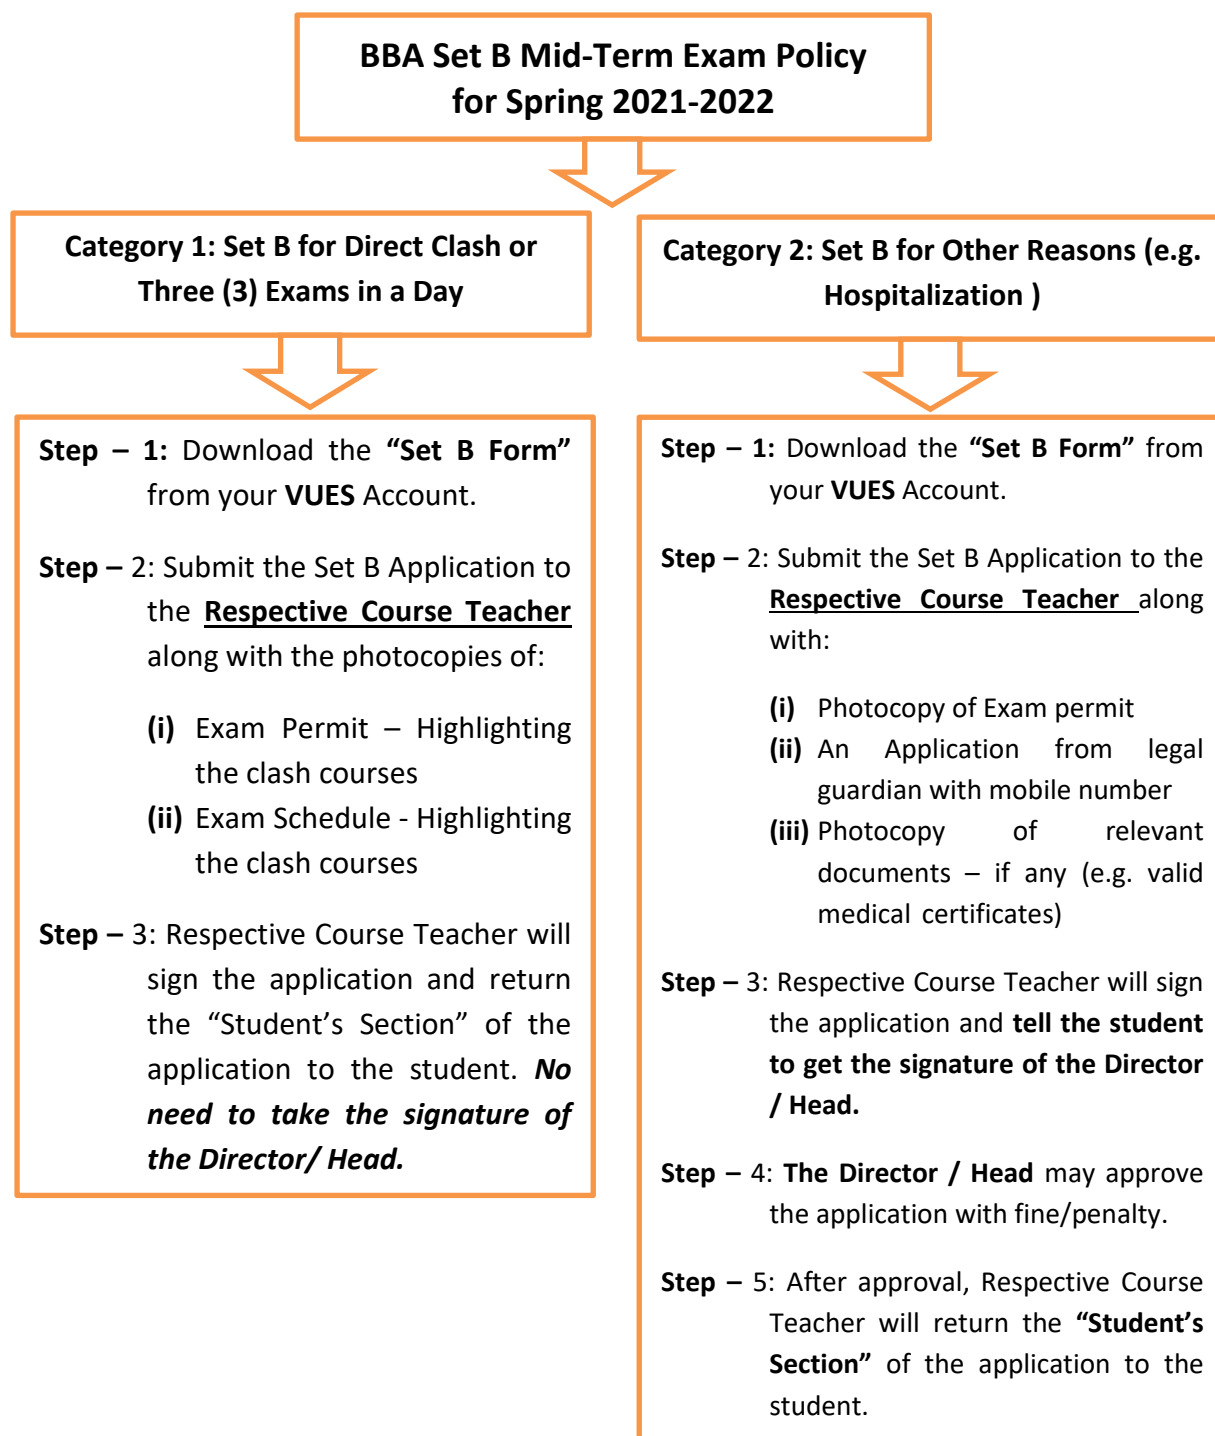 BBA Set B Mid-Term Exam Policy
for Spring 2021-2022
Category 1: Set B for Direct Clash or
Three (3) Exams in a Day
Step – 1: Download the “Set B Form”
from your VUES Account.
Step – 2: Submit the Set B Application to
the Respective Course Teacher
along with the photocopies of:
(i) Exam Permit – Highlighting
the clash courses
(ii) Exam Schedule - Highlighting
the clash courses
Step – 3: Respective Course Teacher will
sign the application and return
the “Student’s Section” of the
application to the student. No
need to take the signature of
the Director/ Head.
Category 2: Set B for Other Reasons (e.g.
Hospitalization )
Step – 1: Download the “Set B Form” from
your VUES Account.
Step – 2: Submit the Set B Application to the
Respective Course Teacher along
with:
(i) Photocopy of Exam permit
(ii) An Application from legal
guardian with mobile number
(iii) Photocopy of relevant
documents – if any (e.g. valid
medical certificates)
Step – 3: Respective Course Teacher will sign
the application and tell the student
to get the signature of the Director
/ Head.
Step – 4: The Director / Head may approve
the application with fine/penalty.
Step – 5: After approval, Respective Course
Teacher will return the “Student’s
Section” of the application to the
student.